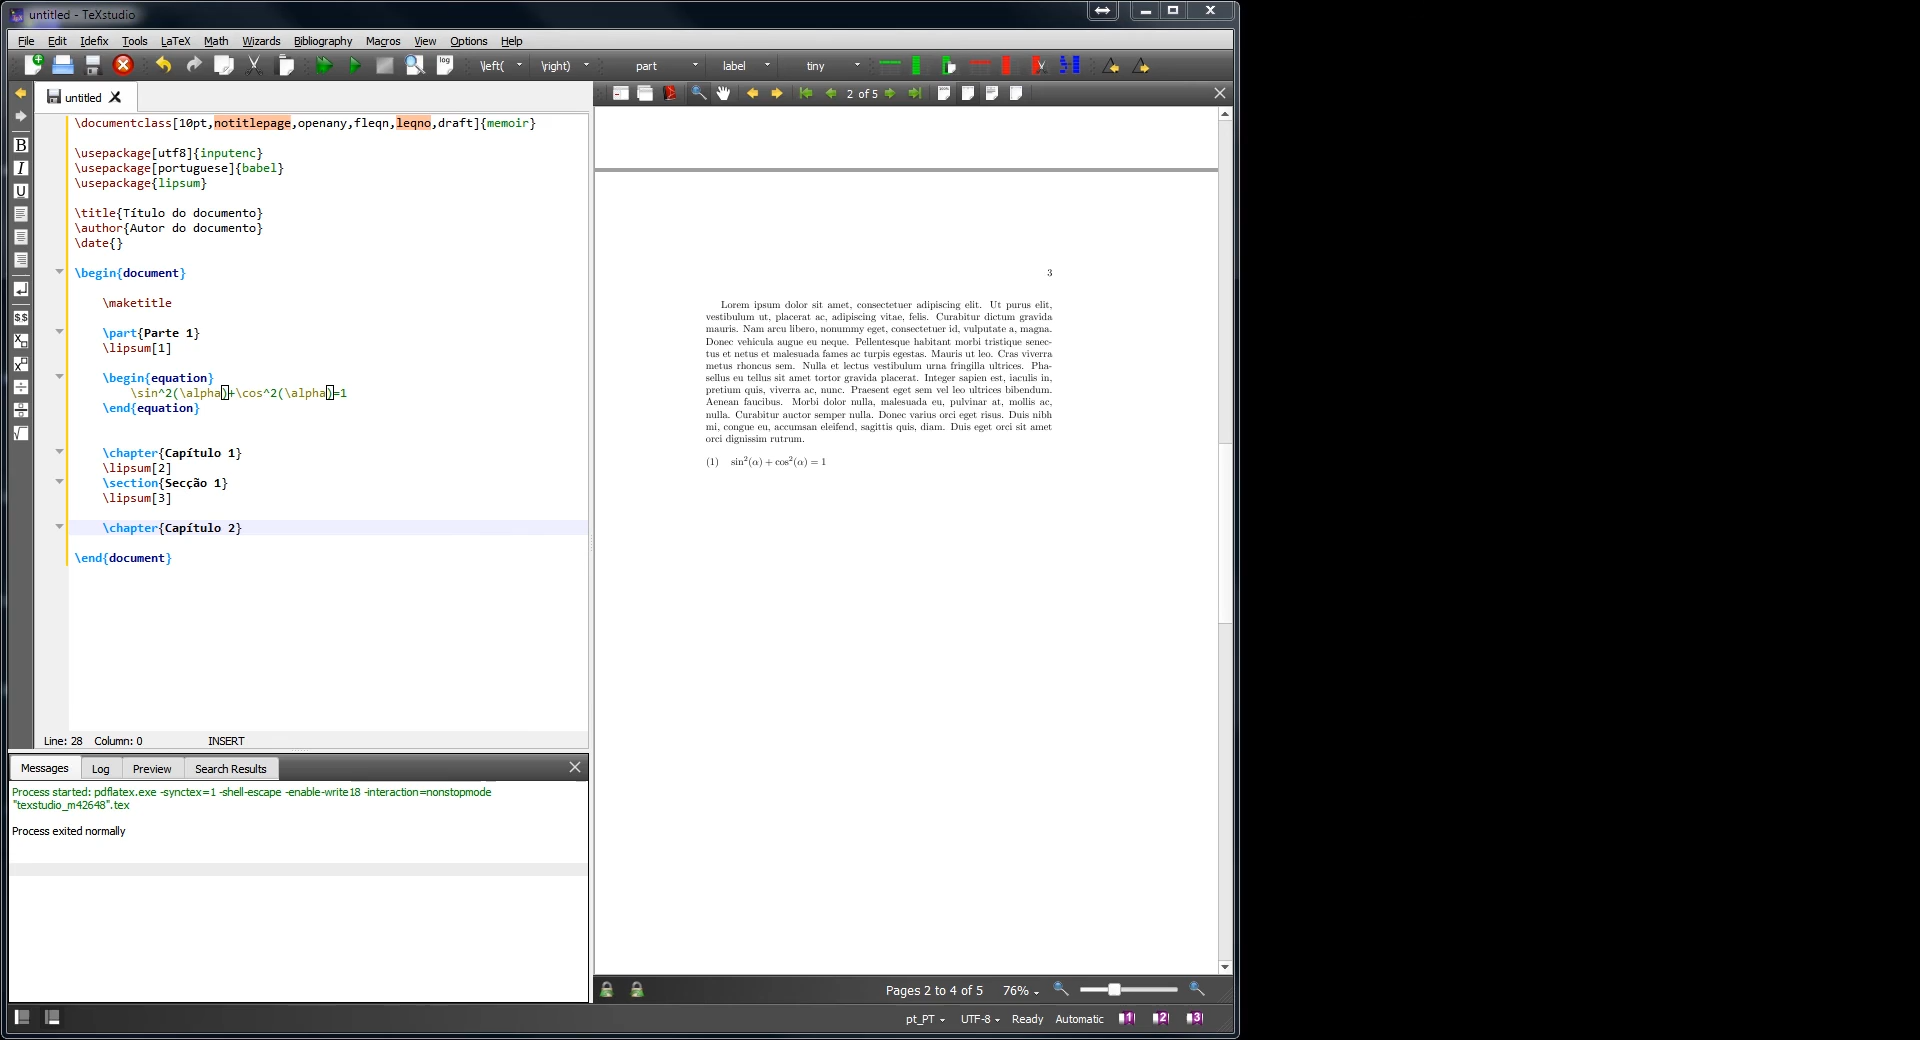 untitled - TeXstudio
File Edit Idefix Tools LaTeX Math Wizards Bibliography Macros View Options Help
log \left( \right) part label tiny
untitled
2 of 5
\documentclass[10pt,notitlepage,openany,fleqn,leqno,draft]{memoir}
\usepackage[utf8]{inputenc}
\usepackage[portuguese]{babel}
\usepackage{lipsum}
\title{Título do documento}
\author{Autor do documento}
\date{}
\begin{document}
\maketitle
\part{Parte 1}
\lipsum[1]
\begin{equation}
\sin^2(\alpha)+\cos^2(\alpha)=1
\end{equation}
\chapter{Capítulo 1}
\lipsum[2]
\section{Secção 1}
\lipsum[3]
\chapter{Capítulo 2}
\end{document}
B
I
U
$$
Line: 28 Column: 0 INSERT
Messages Log Preview Search Results
Process started: pdflatex.exe -synctex=1 -shell-escape -enable-write18 -interaction=nonstopmode
"texstudio_m42648".tex
Process exited normally
3
Lorem ipsum dolor sit amet, consectetuer adipiscing elit. Ut purus elit,
vestibulum ut, placerat ac, adipiscing vitae, felis. Curabitur dictum gravida
mauris. Nam arcu libero, nonummy eget, consectetuer id, vulputate a, magna.
Donec vehicula augue eu neque. Pellentesque habitant morbi tristique senec-
tus et netus et malesuada fames ac turpis egestas. Mauris ut leo. Cras viverra
metus rhoncus sem. Nulla et lectus vestibulum urna fringilla ultrices. Pha-
sellus eu tellus sit amet tortor gravida placerat. Integer sapien est, iaculis in,
pretium quis, viverra ac, nunc. Praesent eget sem vel leo ultrices bibendum.
Aenean faucibus. Morbi dolor nulla, malesuada eu, pulvinar at, mollis ac,
nulla. Curabitur auctor semper nulla. Donec varius orci eget risus. Duis nibh
mi, congue eu, accumsan eleifend, sagittis quis, diam. Duis eget orci sit amet
orci dignissim rutrum.
(1) sin²(α) + cos²(α) = 1
Pages 2 to 4 of 5 76%
pt_PT UTF-8 Ready Automatic 1 2 3